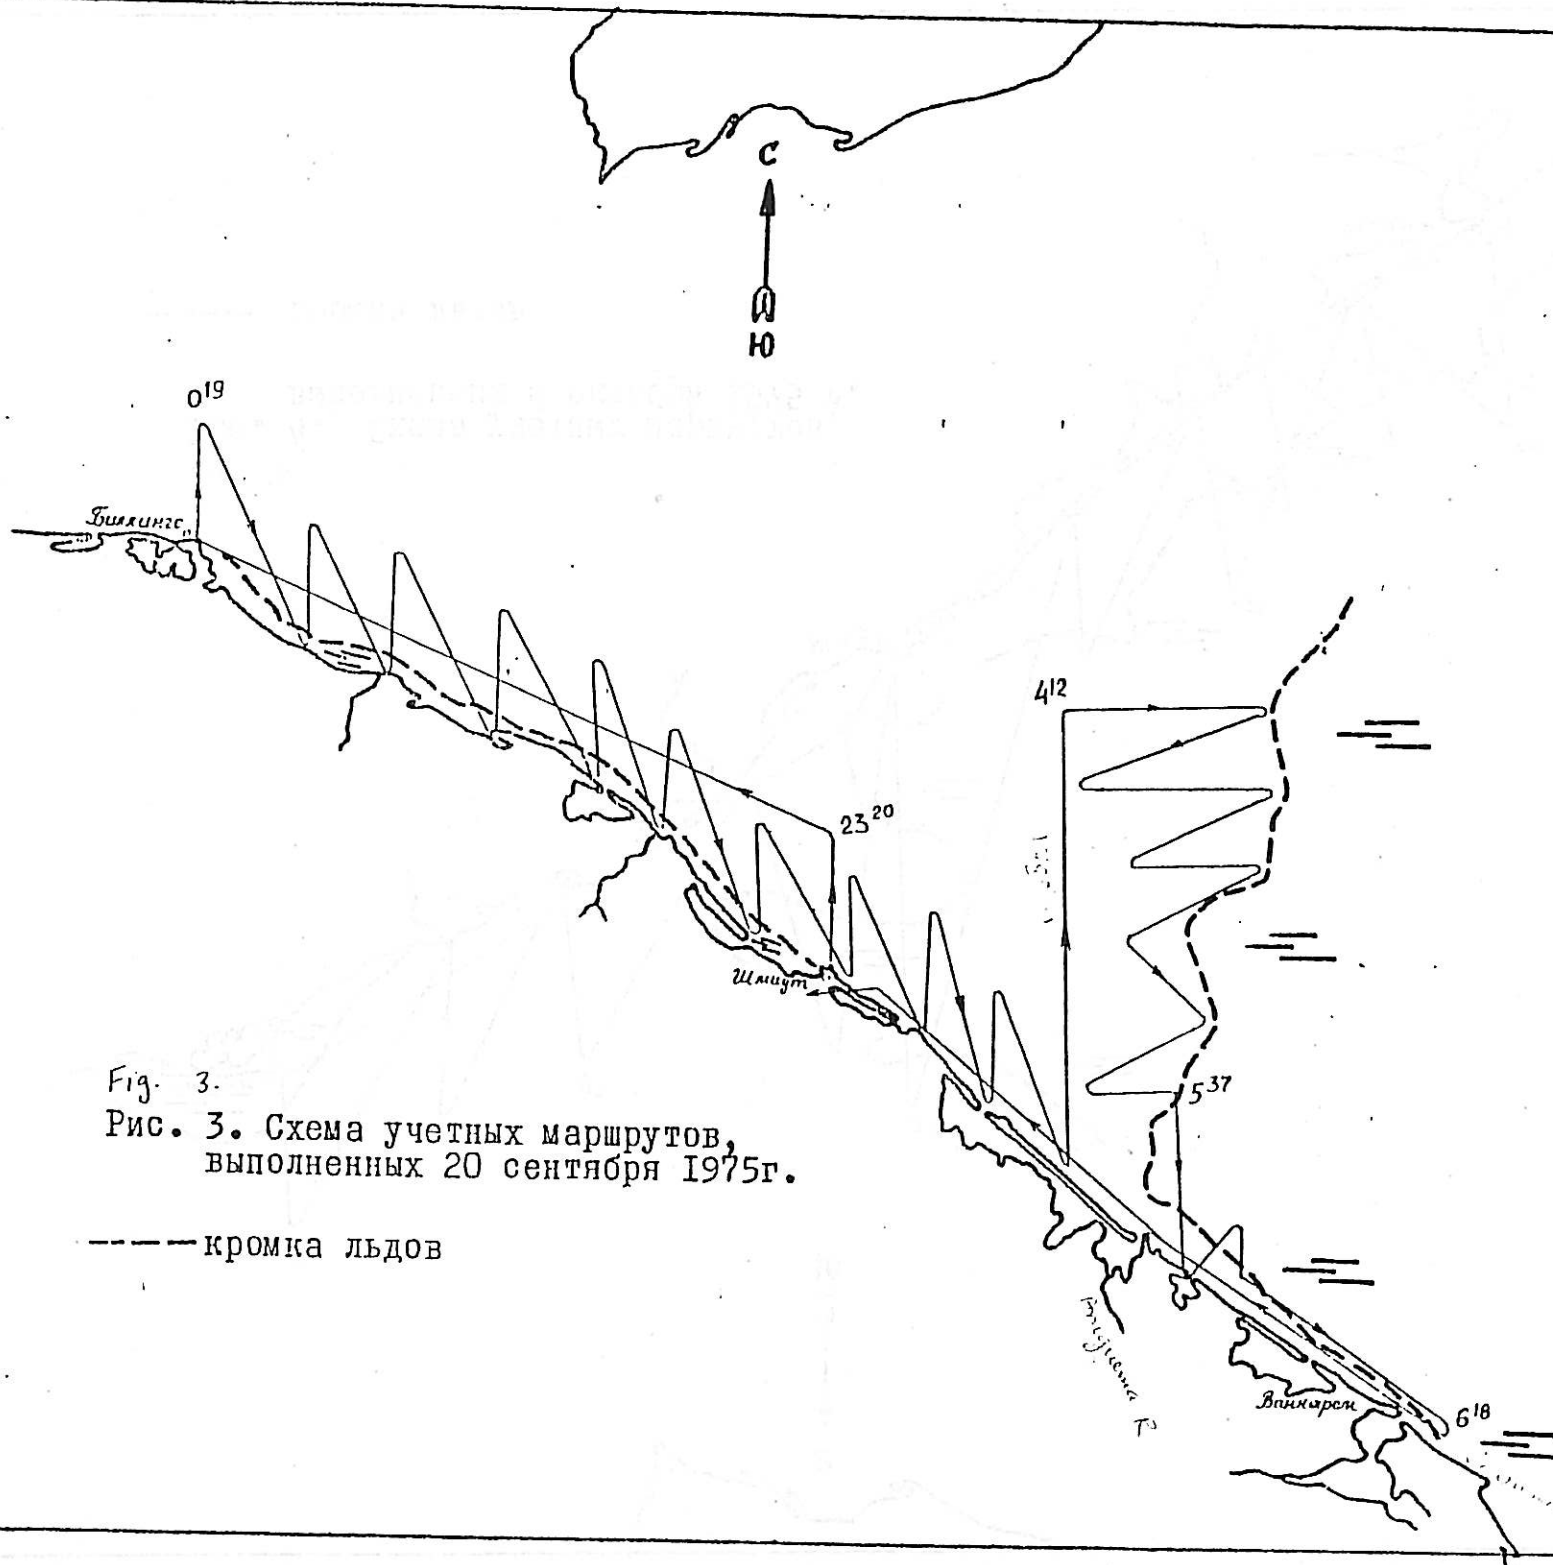 С
Ю
0¹⁹
Биллингс
4¹²
23²⁰
Шмидт
Fig. 3.
Рис. 3. Схема учетных маршрутов,
выполненных 20 сентября 1975г.
5³⁷
кромка льдов
Ванкарем
6¹⁸